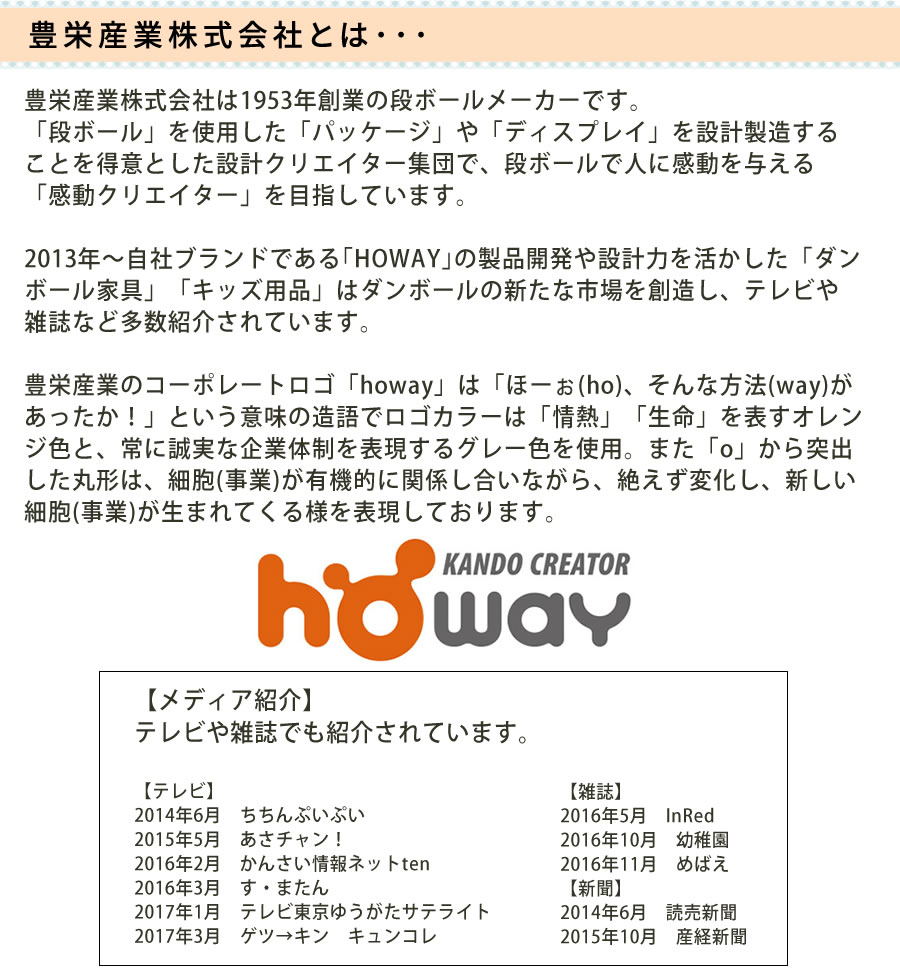 豊栄産業株式会社とは・・・
豊栄産業株式会社は1953年創業の段ボールメーカーです。
「段ボール」を使用した「パッケージ」や「ディスプレイ」を設計製造する
ことを得意とした設計クリエイター集団で、段ボールで人に感動を与える
「感動クリエイター」を目指しています。
2013年～自社ブランドである｢HOWAY｣の製品開発や設計力を活かした「ダン
ボール家具」「キッズ用品」はダンボールの新たな市場を創造し、テレビや
雑誌など多数紹介されています。
豊栄産業のコーポレートロゴ「howay」は「ほーぉ(ho)、そんな方法(way)が
あったか！」という意味の造語でロゴカラーは「情熱」「生命」を表すオレン
ジ色と、常に誠実な企業体制を表現するグレー色を使用。また「o」から突出
した丸形は、細胞(事業)が有機的に関係し合いながら、絶えず変化し、新しい
細胞(事業)が生まれてくる様を表現しております。
KANDO CREATOR
howay
【メディア紹介】
テレビや雑誌でも紹介されています。
【テレビ】
2014年6月　ちちんぷいぷい
2015年5月　あさチャン！
2016年2月　かんさい情報ネットten
2016年3月　す・またん
2017年1月　テレビ東京ゆうがたサテライト
2017年3月　ゲツ→キン　キュンコレ
【雑誌】
2016年5月　InRed
2016年10月　幼稚園
2016年11月　めばえ
【新聞】
2014年6月　読売新聞
2015年10月　産経新聞